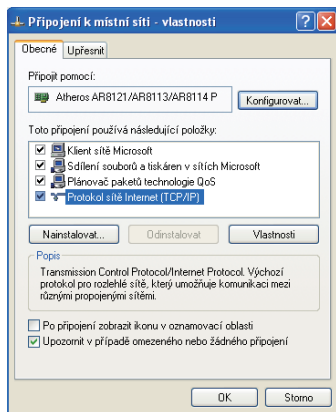 Připojení k místní síti - vlastnosti
Obecné Upřesnit
Připojit pomocí:
Atheros AR8121/AR8113/AR8114 P
Konfigurovat...
Toto připojení používá následující položky:
Klient sítě Microsoft
Sdílení souborů a tiskáren v sítích Microsoft
Plánovač paketů technologie QoS
Protokol sítě Internet (TCP/IP)
Nainstalovat... Odinstalovat Vlastnosti
Popis
Transmission Control Protocol/Internet Protocol. Výchozí
protokol pro rozlehlé sítě, který umožňuje komunikaci mezi
různými propojenými sítěmi.
Po připojení zobrazit ikonu v oznamovací oblasti
Upozornit v případě omezeného nebo žádného připojení
OK Storno